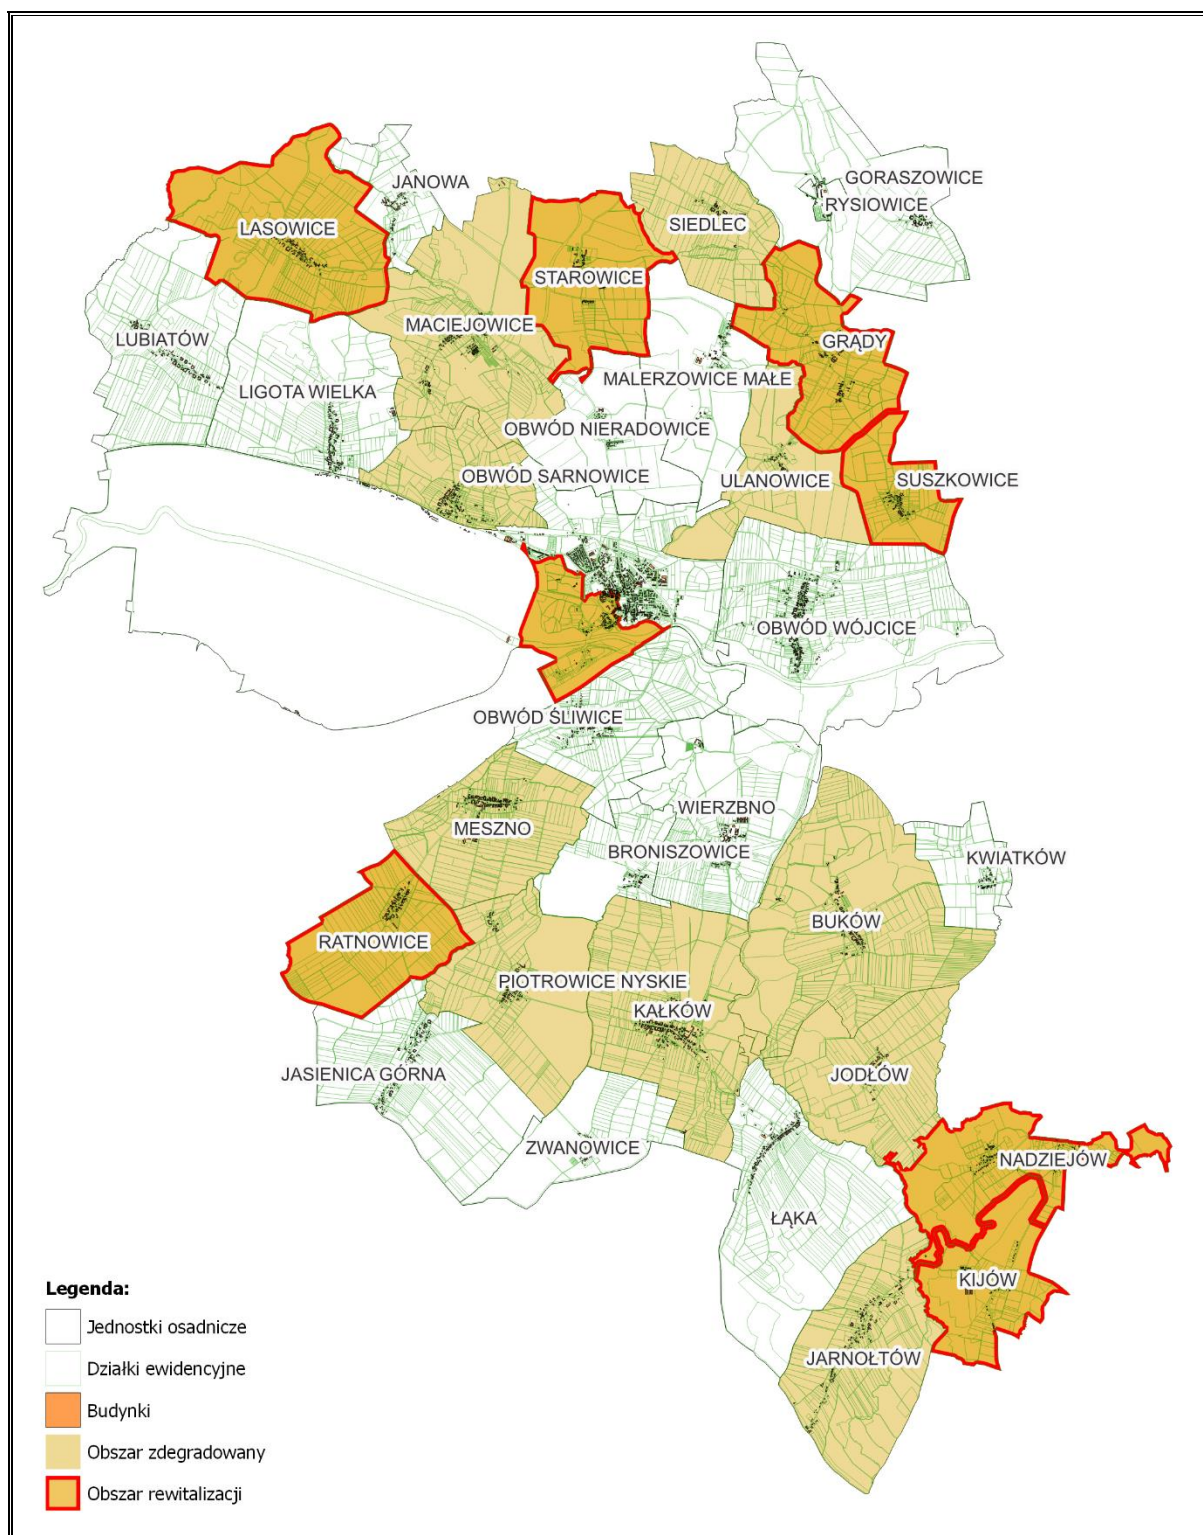 GORASZOWICE
JANOWA
RYSIOWICE
LASOWICE
SIEDLEC
STAROWICE
MACIEJOWICE
LUBIATÓW
GRĄDY
MALERZOWICE MAŁE
LIGOTA WIELKA
OBWÓD NIERADOWICE
OBWÓD SARNOWICE
ULANOWICE
SUSZKOWICE
OBWÓD WÓJCICE
OBWÓD ŚLIWICE
WIERZBNO
MESZNO
BRONISZOWICE
KWIATKÓW
BUKÓW
RATNOWICE
PIOTROWICE NYSKIE
KAŁKÓW
JASIENICA GÓRNA
JODŁÓW
ZWANOWICE
NADZIEJÓW
ŁĄKA
KIJÓW
JARNOŁTÓW
Legenda:
Jednostki osadnicze
Działki ewidencyjne
Budynki
Obszar zdegradowany
Obszar rewitalizacji